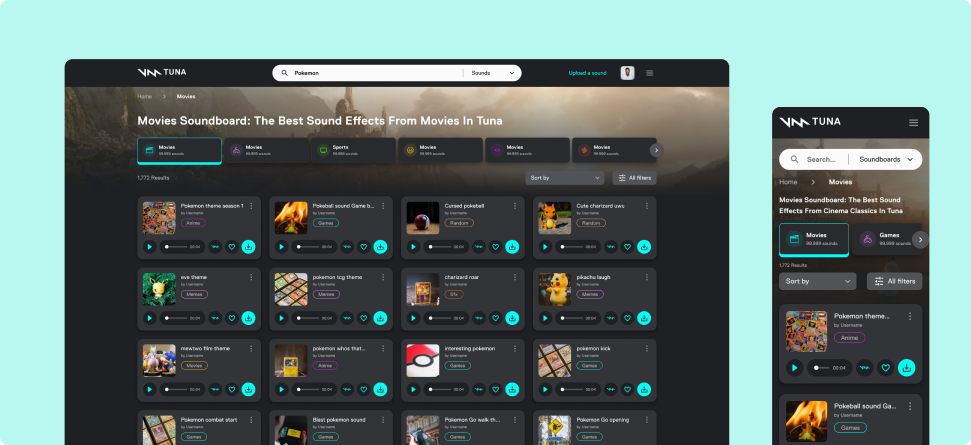 TUNA
Pokemon
Sounds
Upload a sound
Home
Movies
Movies Soundboard: The Best Sound Effects From Movies In Tuna
Movies
99.999 sounds
Movies
99.999 sounds
Sports
99.999 sounds
Movies
99.999 sounds
Movies
99.999 sounds
Movies
99.999 sounds
1,772 Results
Sort by
All filters
Pokemon theme season 1
by Username
Anime
00:04
Pokeball sound Game b...
by Username
Games
00:04
Cursed pokeball
by Username
Random
00:04
Cute charizard uwu
by Username
Random
00:04
eve theme
by Username
Memes
00:04
pokemon tcg theme
by Username
Memes
00:04
charizard roar
by Username
Sfx
00:04
pikachu laugh
by Username
Memes
00:04
mewtwo film theme
by Username
Movies
00:04
pokemon whos that...
by Username
Anime
00:04
interesting pokemon
by Username
Games
00:04
pokemon kick
by Username
Games
00:04
Pokemon combat start
by Username
Games
Blast pokemon sound
by Username
Games
Pokemon Go walk th...
by Username
Games
Pokemon Go opening
by Username
Games
TUNA
Search...
Soundboards
Home
Movies
Movies Soundboard: The Best Sound
Effects From Cinema Classics In Tuna
Movies
99.999 sounds
Games
99.999 sounds
1,772 Results
Sort by
All filters
Pokemon theme...
by Username
Anime
00:04
Pokeball sound Ga...
by Username
Games